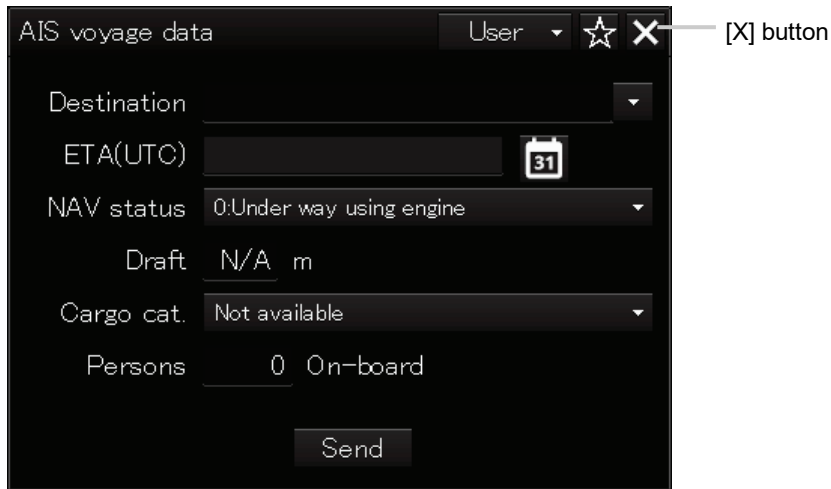 AIS voyage data User [X] button
Destination
31
ETA(UTC)
NAV status 0:Under way using engine
Draft N/A m
Cargo cat. Not available
Persons 0 On-board
Send